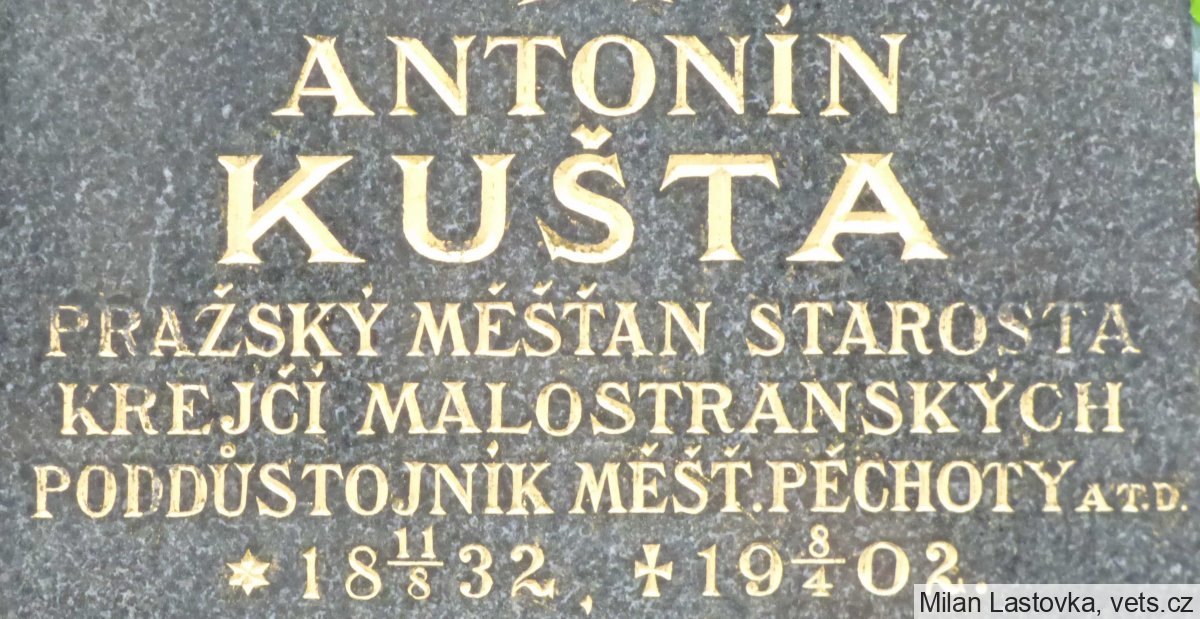 ANTONÍN
KUŠTA
PRAŽSKÝ MĚŠŤAN STAROSTA
KREJČÍ MALOSTRANSKÝCH
PODDŮSTOJNÍK MĚŠŤ. PĚCHOTY A T. D.
* 18 11/8 32, ✠ 19 8/4 02.
Milan Lastovka, vets.cz